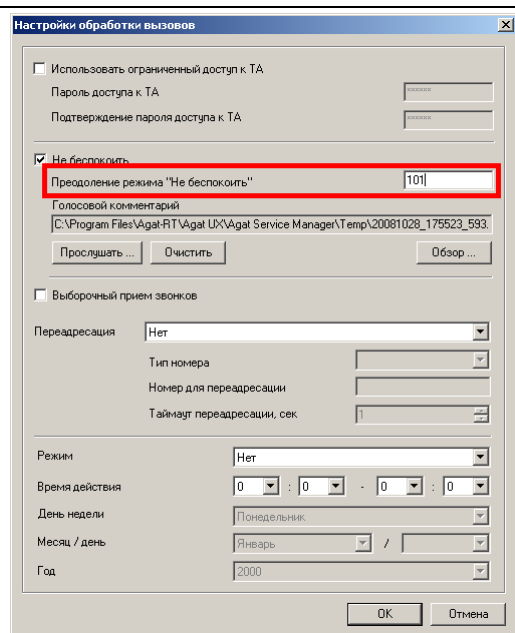 Настройки обработки вызовов
Использовать ограниченный доступ к ТА
Пароль доступа к ТА ××××××
Подтверждение пароля доступа к ТА ××××××
Не беспокоить
Преодоление режима "Не беспокоить" 101
Голосовой комментарий
C:\Program Files\Agat-RT\Agat UX\Agat Service Manager\Temp\20081028_175523_593.
Прослушать ... Очистить Обзор ...
Выборочный прием звонков
Переадресация Нет
Тип номера
Номер для переадресации
Таймаут переадресации, сек 1
Режим Нет
Время действия 0 : 0 - 0 : 0
День недели Понедельник
Месяц / день Январь /
Год 2000
OK Отмена